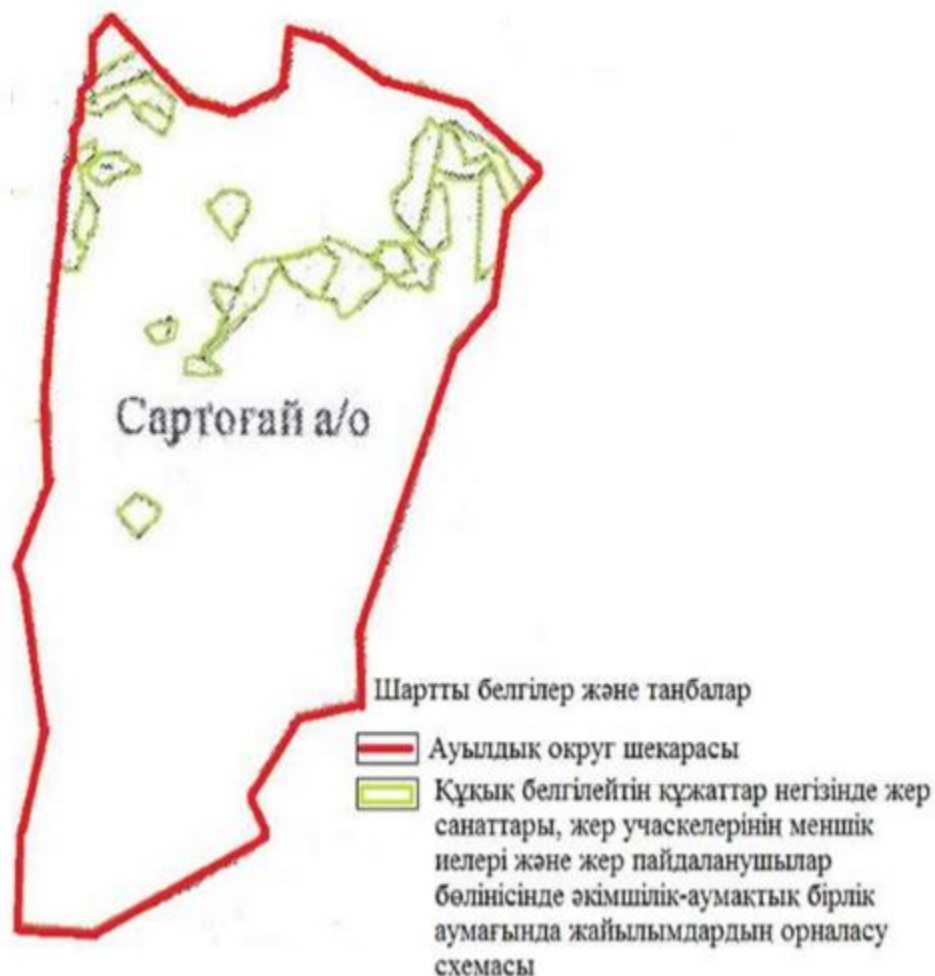 Сартоғай а/о
Шартты белгілер және таңбалар
Ауылдық округ шекарасы
Құқық белгілейтін құжаттар негізінде жер
санаттары, жер учаскелерінің меншік
иелері және жер пайдаланушылар
бөлінісінде әкімшілік-аумақтық бірлік
аумағында жайылымдардың орналасу
схемасы